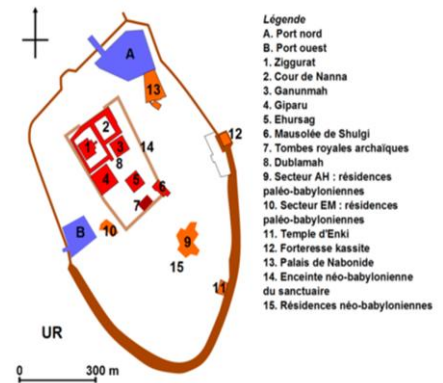 Légende
A. Port nord
B. Port ouest
1. Ziggurat
2. Cour de Nanna
3. Ganunmah
4. Giparu
5. Ehursag
6. Mausolée de Shulgi
7. Tombes royales archaïques
8. Dublamah
9. Secteur AH : résidences
paléo-babyloniennes
10. Secteur EM : résidences
paléo-babyloniennes
11. Temple d'Enki
12. Forteresse kassite
13. Palais de Nabonide
14. Enceinte néo-babylonienne
du sanctuaire
15. Résidences néo-babyloniennes
A
13
2
12
1
3
14
8
4
5
6
7
B
10
9
15
11
UR
0 300 m